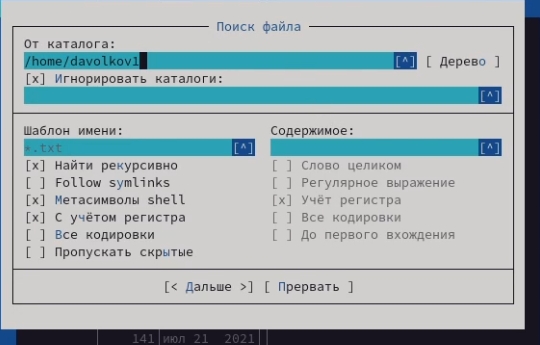 Поиск файла
От каталога:
/home/davolkov1 [^] [ Дерево ]
[x] Игнорировать каталоги:
[^]
Шаблон имени: Содержимое:
*.txt [^] [^]
[x] Найти рекурсивно [ ] Слово целиком
[ ] Follow symlinks [ ] Регулярное выражение
[x] Метасимволы shell [x] Учёт регистра
[x] С учётом регистра [ ] Все кодировки
[ ] Все кодировки [ ] До первого вхождения
[ ] Пропускать скрытые
[< Дальше >] [ Прервать ]
141 июл 21 2021